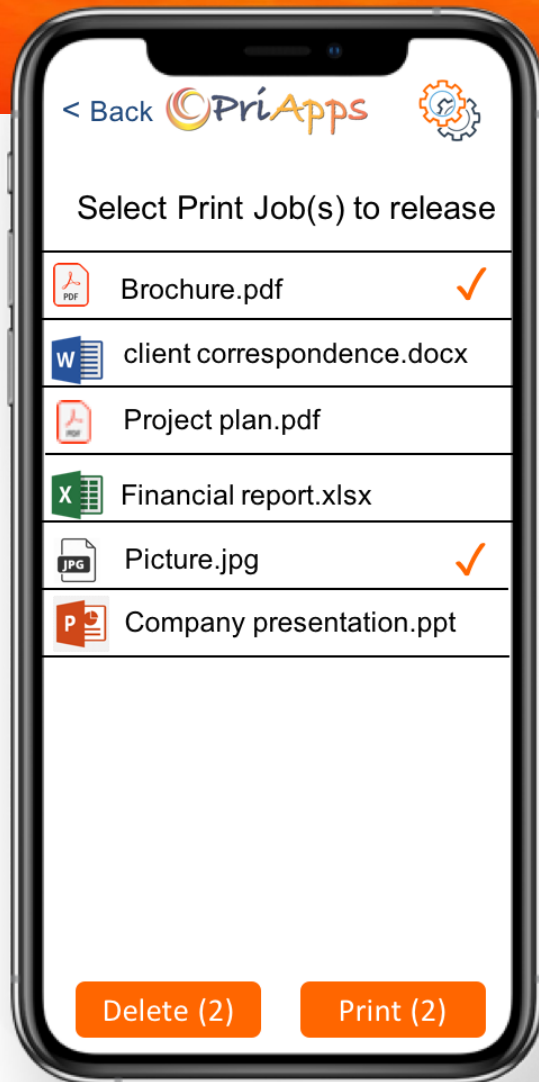 < Back PriApps
Select Print Job(s) to release
PDF Brochure.pdf ✓
W client correspondence.docx
PDF Project plan.pdf
X Financial report.xlsx
JPG Picture.jpg ✓
P Company presentation.ppt
Delete (2) Print (2)